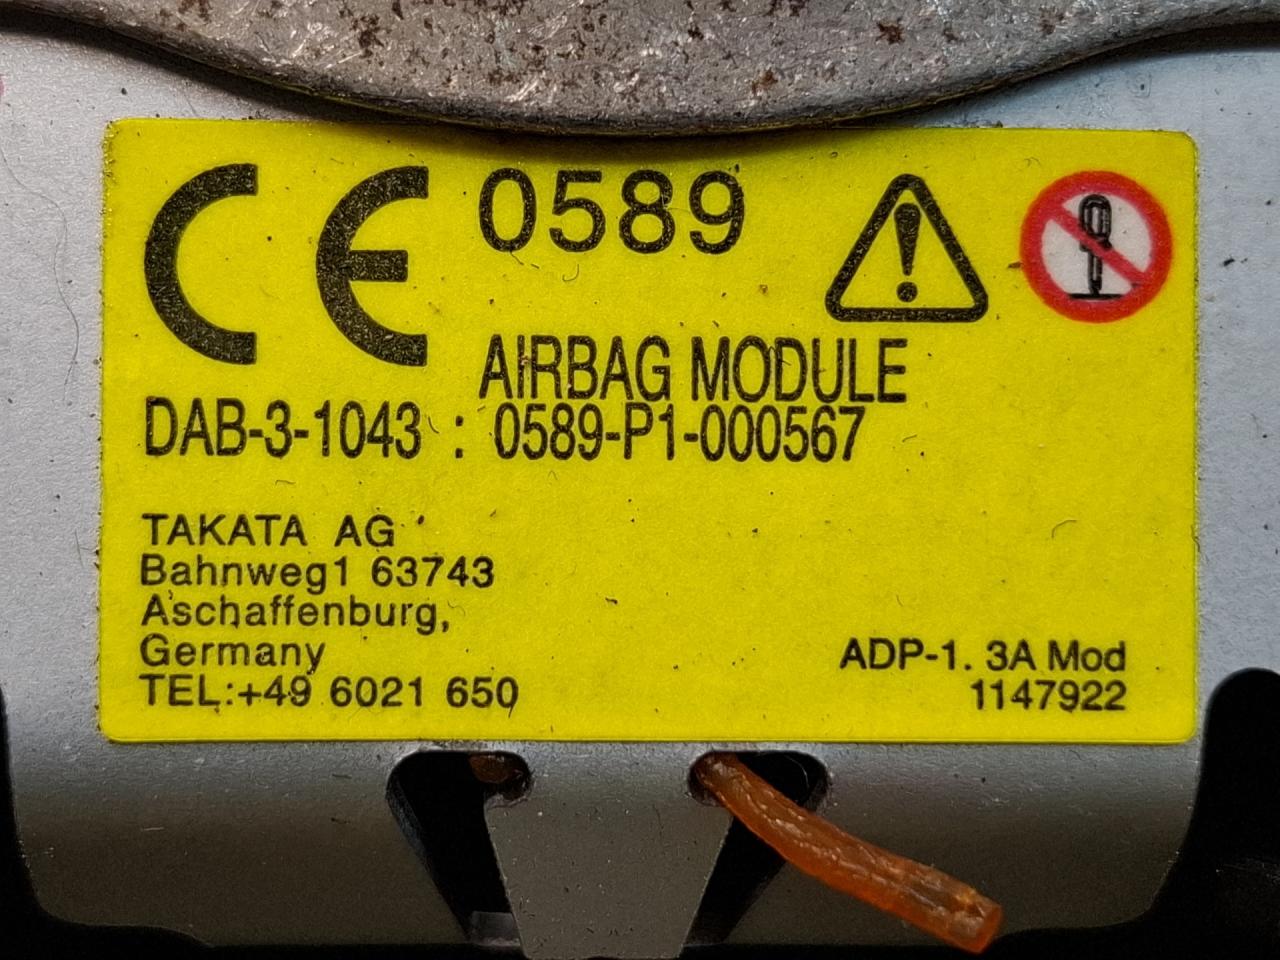 CE 0589
AIRBAG MODULE
DAB-3-1043 : 0589-P1-000567
TAKATA AG
Bahnweg1 63743
Aschaffenburg,
Germany
TEL:+49 6021 650
ADP-1. 3A Mod
1147922